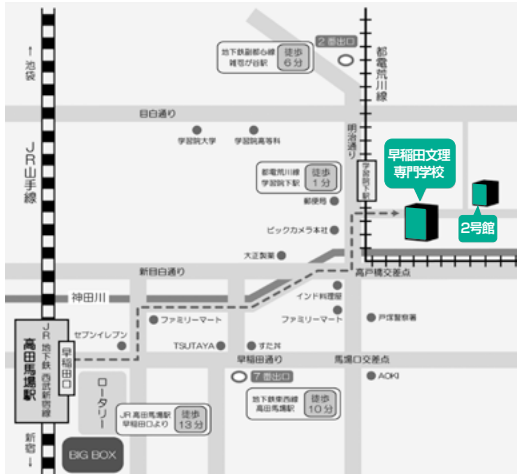 ↑
池袋
JR山手線
地下鉄副都心線
雑司が谷駅
徒歩
6分
2番出口
都電荒川線
目白通り
学習院大学
学習院高等科
明治通り
早稲田文理
専門学校
都電荒川線
学習院下駅
徒歩
1分
学習院下駅
郵便局
2号館
ビックカメラ本社
大正製薬
新目白通り
高戸橋交差点
神田川
インド料理屋
ファミリーマート
ファミリーマート
戸塚警察署
セブンイレブン
TSUTAYA
すた丼
JR 地下鉄 西武新宿線
高田馬場駅
早稲田口
早稲田通り
馬場口交差点
7番出口
AOKI
ロータリー
JR 高田馬場駅
早稲田口より
徒歩
13分
地下鉄東西線
高田馬場駅
徒歩
10分
新宿
↓
BIG BOX